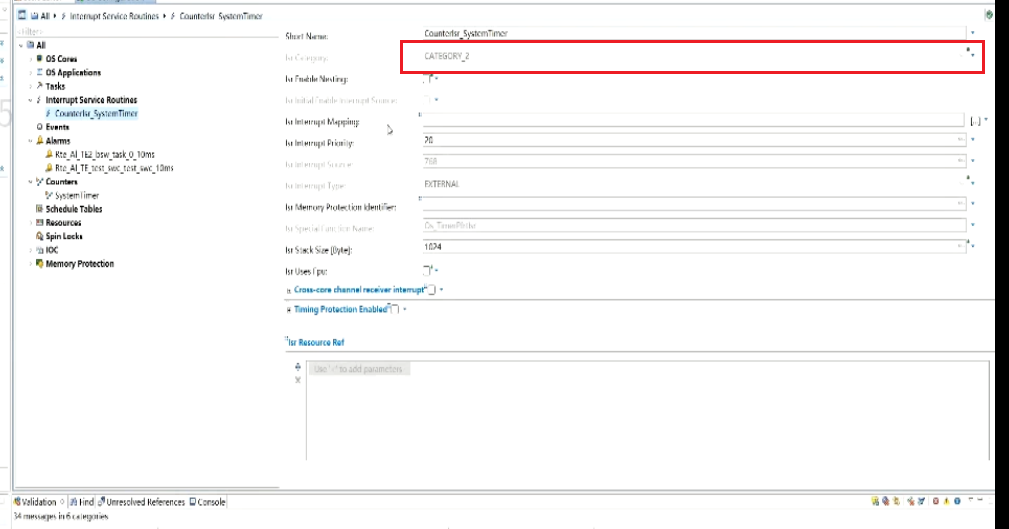 All ▸ Interrupt Service Routines ▸ CounterIsr_SystemTimer
<Filter>
All
OS Cores
OS Applications
Tasks
Interrupt Service Routines
CounterIsr_SystemTimer
Events
Alarms
Rte_Al_TE2_bsw_task_0_10ms
Rte_Al_TE_test_swc_test_swc_10ms
Counters
SystemTimer
Schedule Tables
Resources
Spin Locks
IOC
Memory Protection
Short Name: CounterIsr_SystemTimer
Isr Category: CATEGORY_2
Isr Enable Nesting:
Isr Initial Enable Interrupt Source:
Isr Interrupt Mapping: [...]
Isr Interrupt Priority: 20
Isr Interrupt Source: 768
Isr Interrupt Type: EXTERNAL
Isr Memory Protection Identifier:
Isr Special Function Name: Os_TimerPfrtIsr
Isr Stack Size [Byte]: 1024
Isr Uses Fpu:
Cross-core channel receiver interrupt
Timing Protection Enabled
Isr Resource Ref
Use '+' to add parameters
Validation Find Unresolved References Console
34 messages in 6 categories